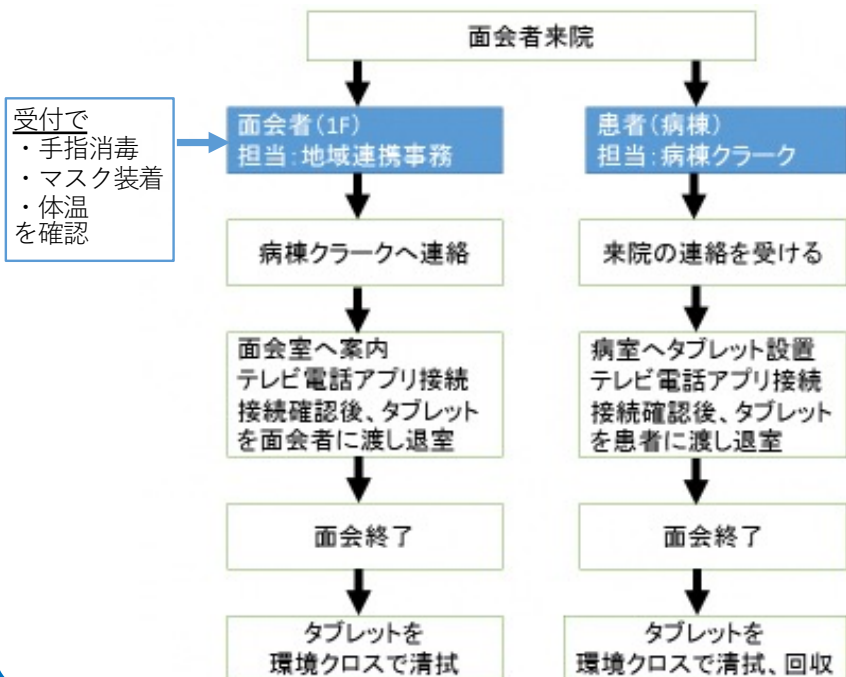 面会者来院
受付で
・手指消毒
・マスク装着
・体温
を確認
面会者(1F)
担当:地域連携事務
患者(病棟)
担当:病棟クラーク
病棟クラークへ連絡
来院の連絡を受ける
面会室へ案内
テレビ電話アプリ接続
接続確認後、タブレット
を面会者に渡し退室
病室へタブレット設置
テレビ電話アプリ接続
接続確認後、タブレット
を患者に渡し退室
面会終了
面会終了
タブレットを
環境クロスで清拭
タブレットを
環境クロスで清拭、回収